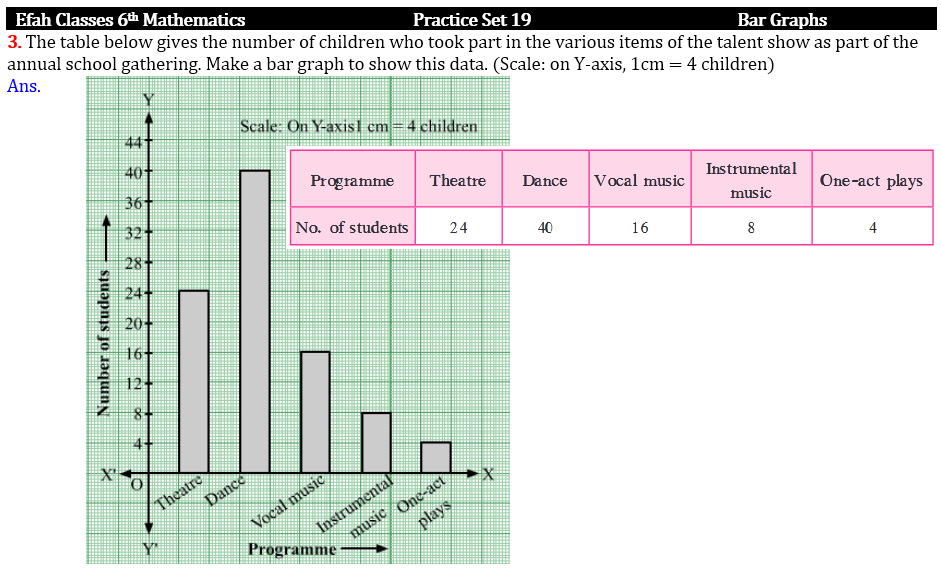 Efah Classes 6th Mathematics Practice Set 19 Bar Graphs
3. The table below gives the number of children who took part in the various items of the talent show as part of the
annual school gathering. Make a bar graph to show this data. (Scale: on Y-axis, 1cm = 4 children)
Ans.
Y
Scale: On Y-axis1 cm = 4 children
Programme Theatre Dance Vocal music Instrumental music One-act plays
No. of students 24 40 16 8 4
44
40
36
32
28
24
20
16
12
8
4
Number of students
X'
O
X
Theatre
Dance
Vocal music
Instrumental
music
One-act
plays
Y'
Programme